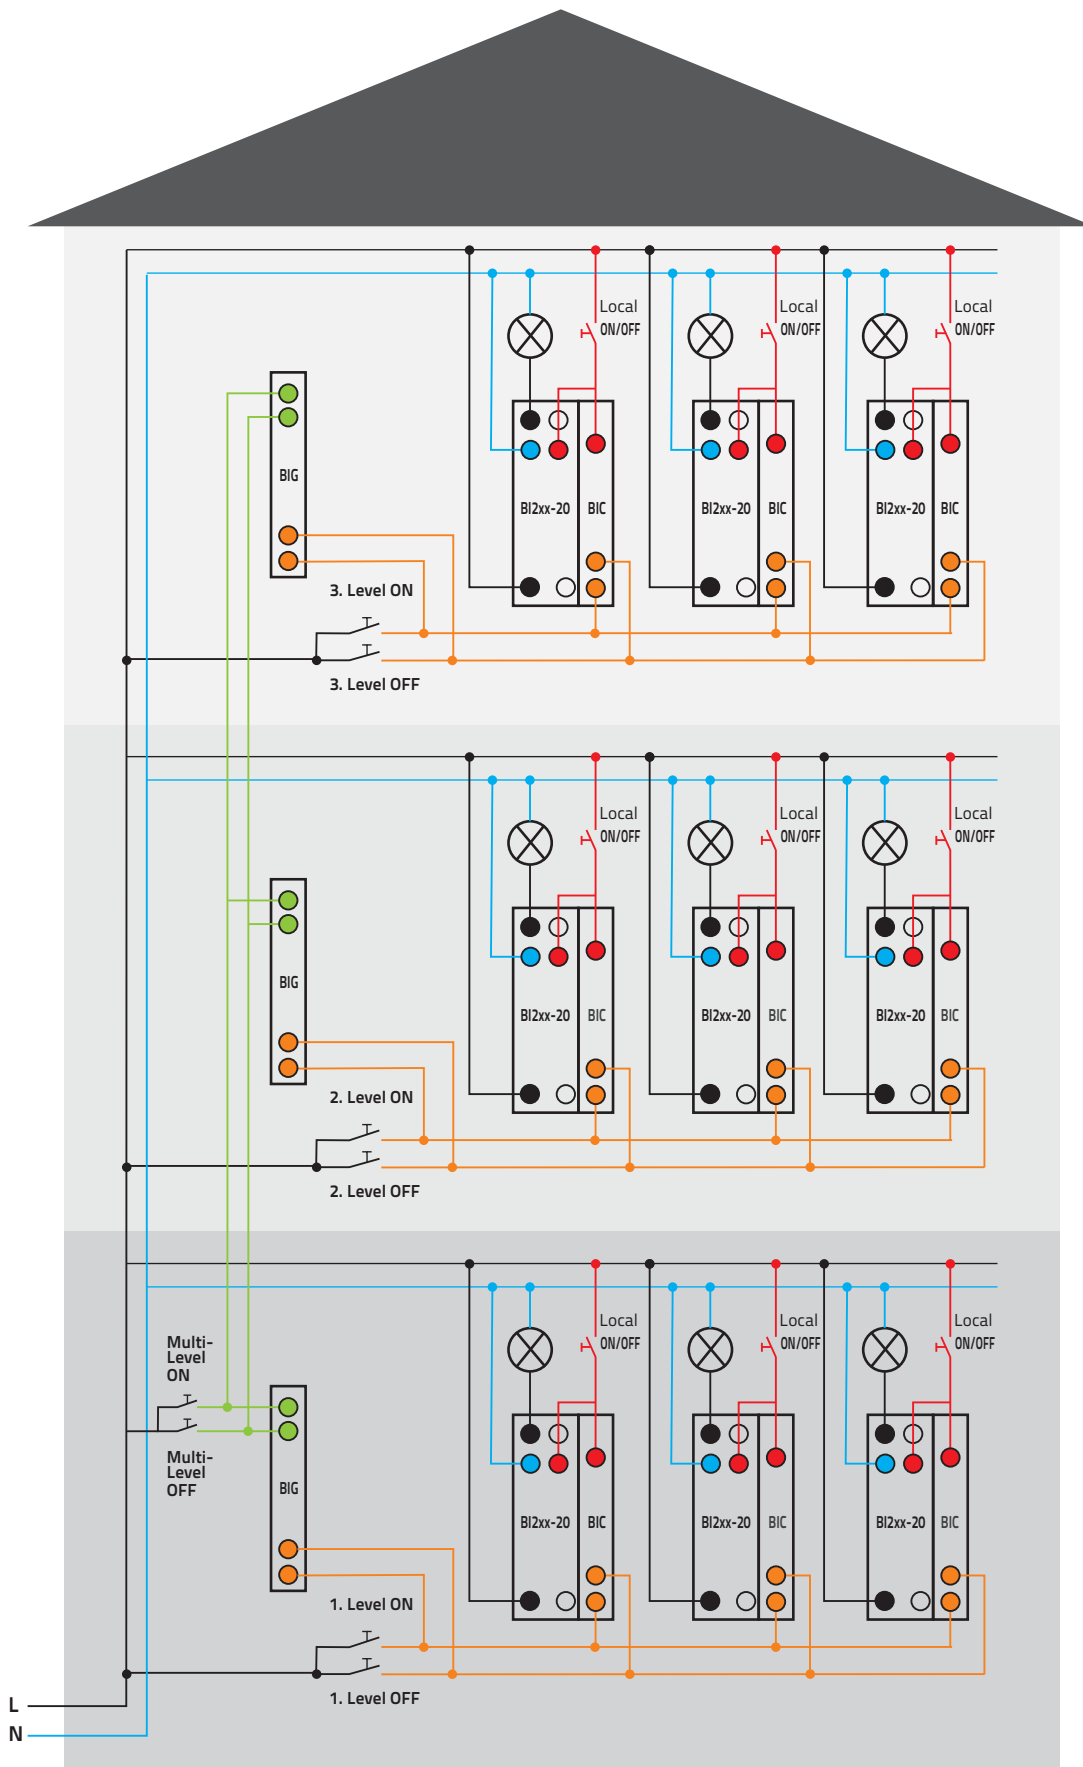 Local Local Local
ON/OFF ON/OFF ON/OFF
BIG
BI2xx-20 BIC BI2xx-20 BIC BI2xx-20 BIC
3. Level ON
3. Level OFF
Local Local Local
ON/OFF ON/OFF ON/OFF
BIG
BI2xx-20 BIC BI2xx-20 BIC BI2xx-20 BIC
2. Level ON
2. Level OFF
Local Local Local
ON/OFF ON/OFF ON/OFF
Multi-
Level
ON
Multi-
Level
OFF
BIG
BI2xx-20 BIC BI2xx-20 BIC BI2xx-20 BIC
1. Level ON
1. Level OFF
L
N